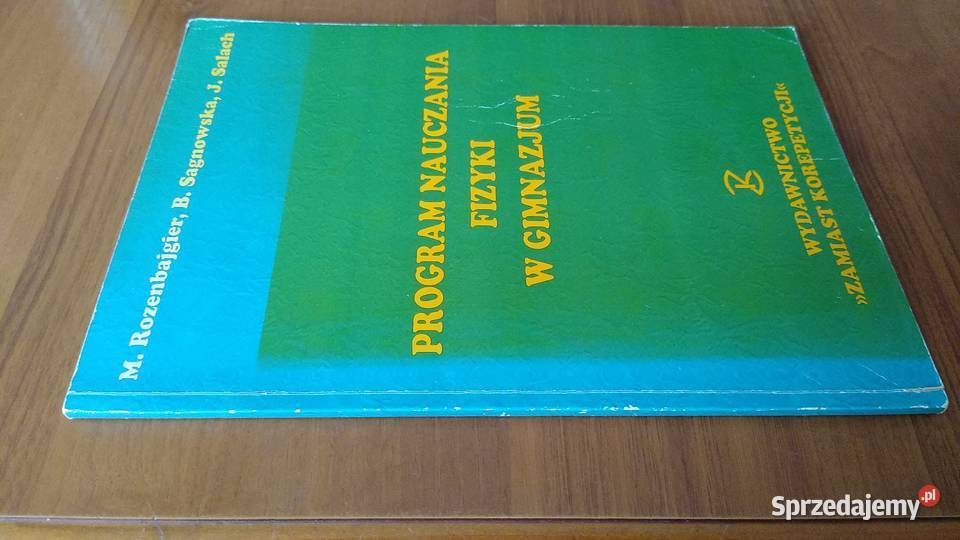 M. Rozenbajgier, B. Sagnowska, J. Salach
PROGRAM NAUCZANIA
FIZYKI
W GIMNAZJUM
WYDAWNICTWO
»ZAMIAST KOREPETYCJI«
Sprzedajemy.pl